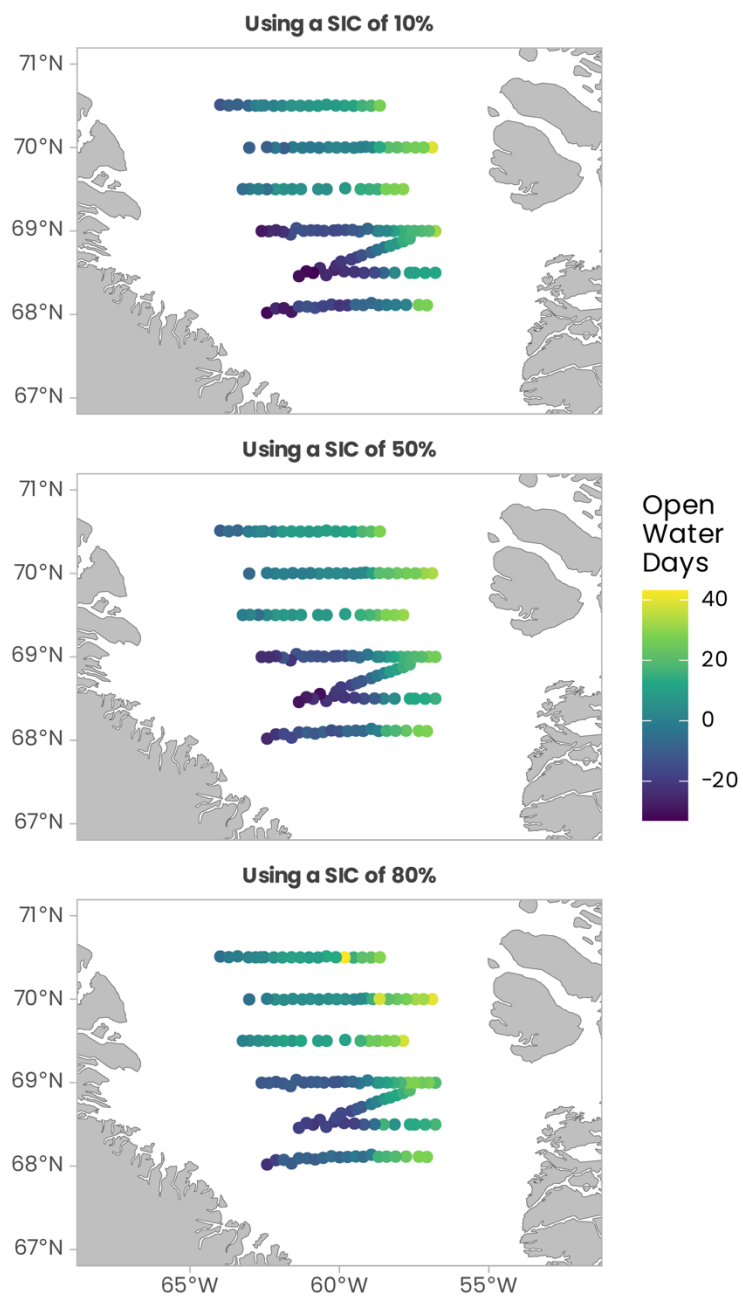 Using a SIC of 10%
71°N
70°N
69°N
68°N
67°N
Using a SIC of 50%
71°N
70°N
69°N
68°N
67°N
Open
Water
Days
40
20
0
−20
Using a SIC of 80%
71°N
70°N
69°N
68°N
67°N
65°W 60°W 55°W